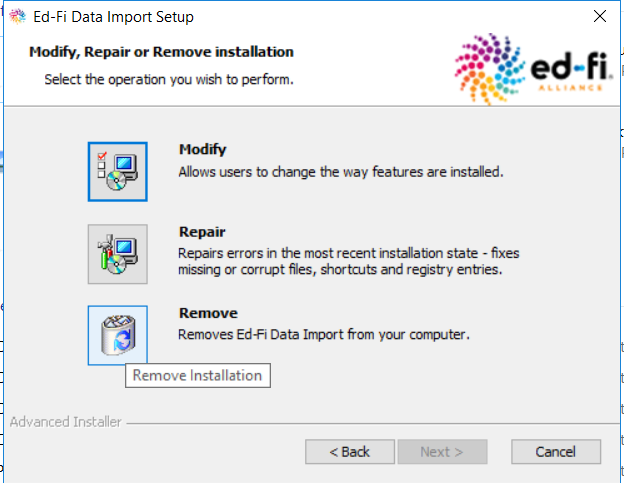 Ed-Fi Data Import Setup
Modify, Repair or Remove installation
Select the operation you wish to perform.
ed-fi.
ALLIANCE
Modify
Allows users to change the way features are installed.
Repair
Repairs errors in the most recent installation state - fixes
missing or corrupt files, shortcuts and registry entries.
Remove
Removes Ed-Fi Data Import from your computer.
Remove Installation
Advanced Installer
< Back
Next >
Cancel